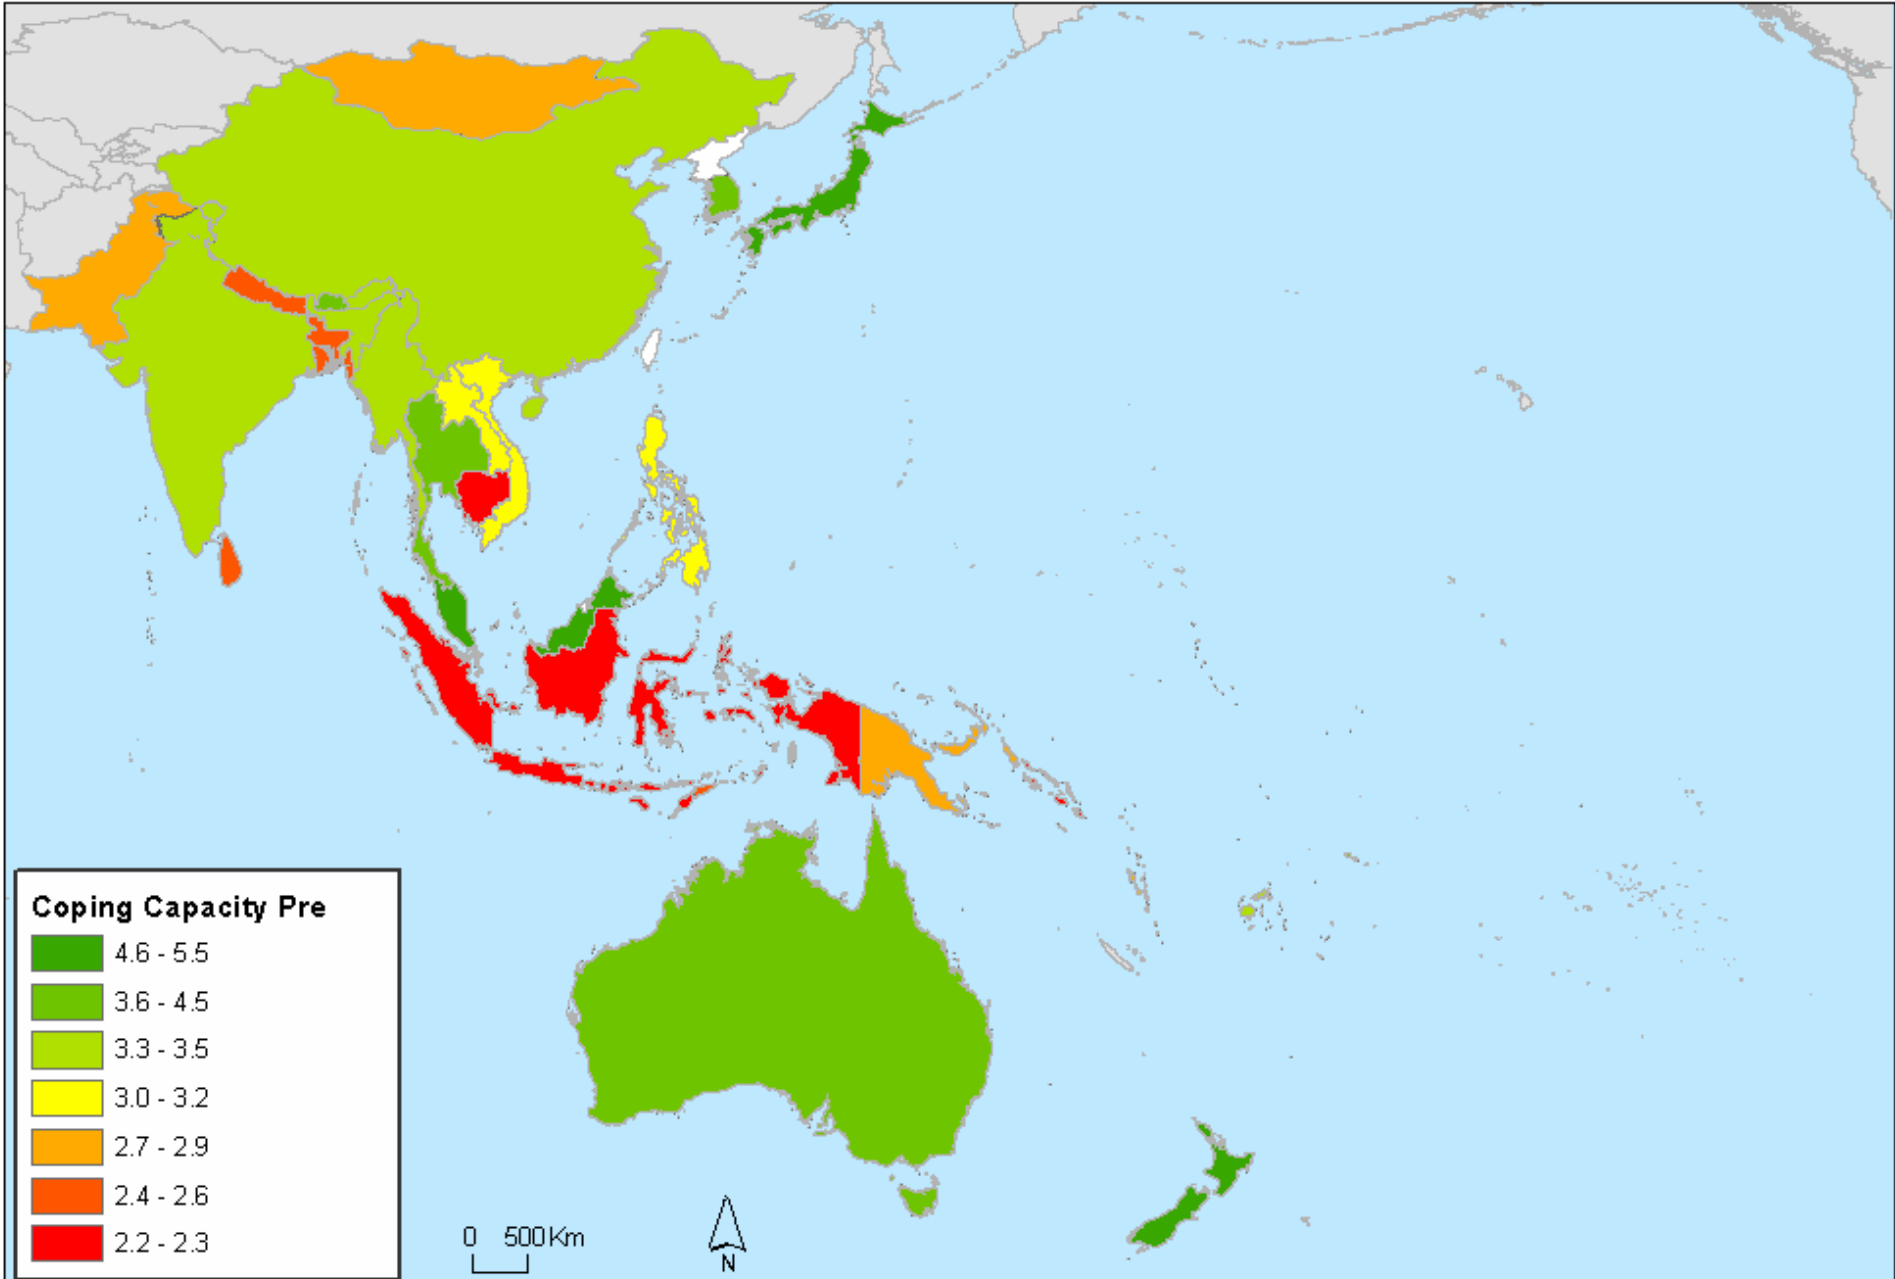 Coping Capacity Pre
4.6 - 5.5
3.6 - 4.5
3.3 - 3.5
3.0 - 3.2
2.7 - 2.9
2.4 - 2.6
2.2 - 2.3
0 500Km
N